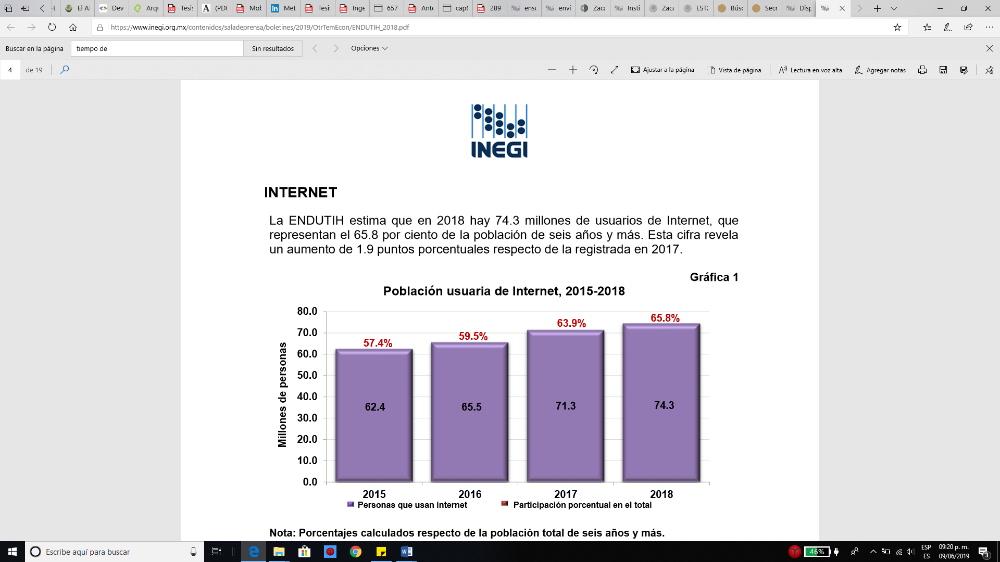 -E
El Al
Dev
Arqu
Tesis
(PDF
Mob
Met
Tesis
Inge
657-
Ante
cape
289-
ensu
envi
Zaca
Insti
Zaca
EST2
Búsc
Secr
Disp
https://www.inegi.org.mx/contenidos/saladeprensa/boletines/2019/OtrTemEcon/ENDUTIH_2018.pdf
Buscar en la página
tiempo de
Sin resultados
Opciones
4 de 19
Ajustar a la página
Vista de página
Lectura en voz alta
Agregar notas
INEGI
INTERNET
La ENDUTIH estima que en 2018 hay 74.3 millones de usuarios de Internet, que
representan el 65.8 por ciento de la población de seis años y más. Esta cifra revela
un aumento de 1.9 puntos porcentuales respecto de la registrada en 2017.
Gráfica 1
Población usuaria de Internet, 2015-2018
Millones de personas
80.0
70.0
60.0
50.0
40.0
30.0
20.0
10.0
0.0
57.4%
59.5%
63.9%
65.8%
62.4
65.5
71.3
74.3
2015
2016
2017
2018
Personas que usan internet
Participación porcentual en el total
Nota: Porcentajes calculados respecto de la población total de seis años y más.
Escribe aquí para buscar
46%
ESP
ES
09:20 p. m.
09/06/2019
3